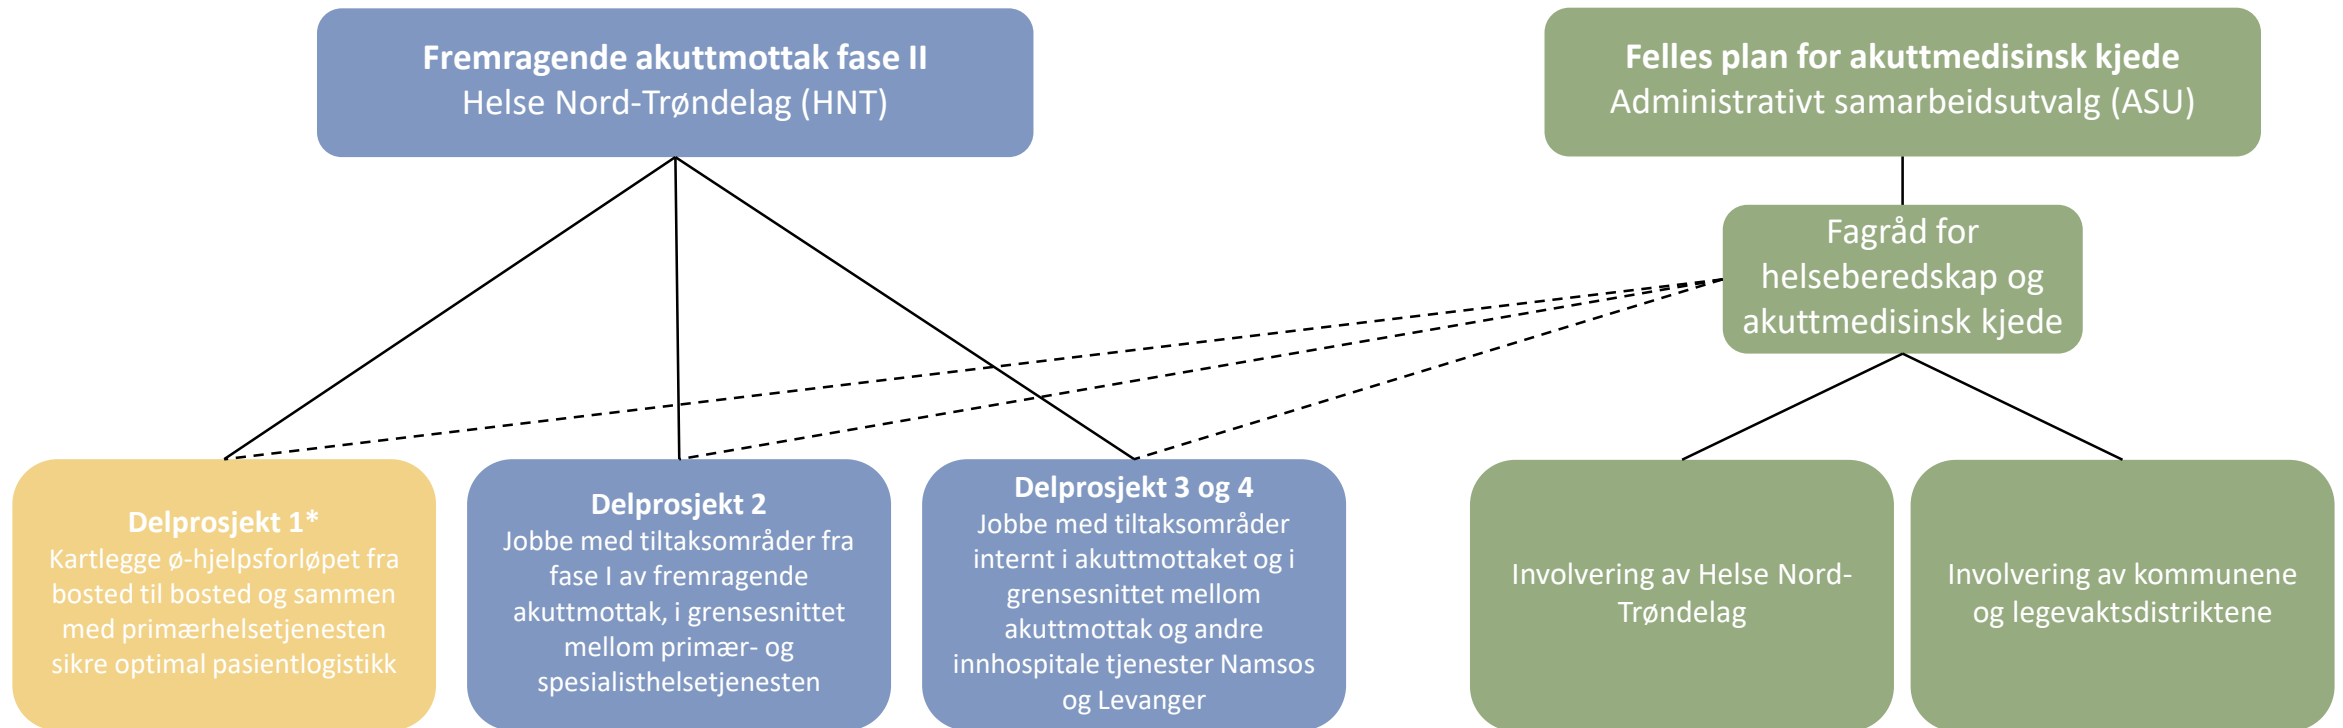 Fremragende akuttmottak fase II
Helse Nord-Trøndelag (HNT)
Felles plan for akuttmedisinsk kjede
Administrativt samarbeidsutvalg (ASU)
Fagråd for
helseberedskap og
akuttmedisinsk kjede
Delprosjekt 1*
Kartlegge ø-hjelpsforløpet fra
bosted til bosted og sammen
med primærhelsetjenesten
sikre optimal pasientlogistikk
Delprosjekt 2
Jobbe med tiltaksområder fra
fase I av fremragende
akuttmottak, i grensesnittet
mellom primær- og
spesialisthelsetjenesten
Delprosjekt 3 og 4
Jobbe med tiltaksområder
internt i akuttmottaket og i
grensesnittet mellom
akuttmottak og andre
innhospitale tjenester Namsos
og Levanger
Involvering av Helse Nord-
Trøndelag
Involvering av kommunene
og legevaktsdistriktene